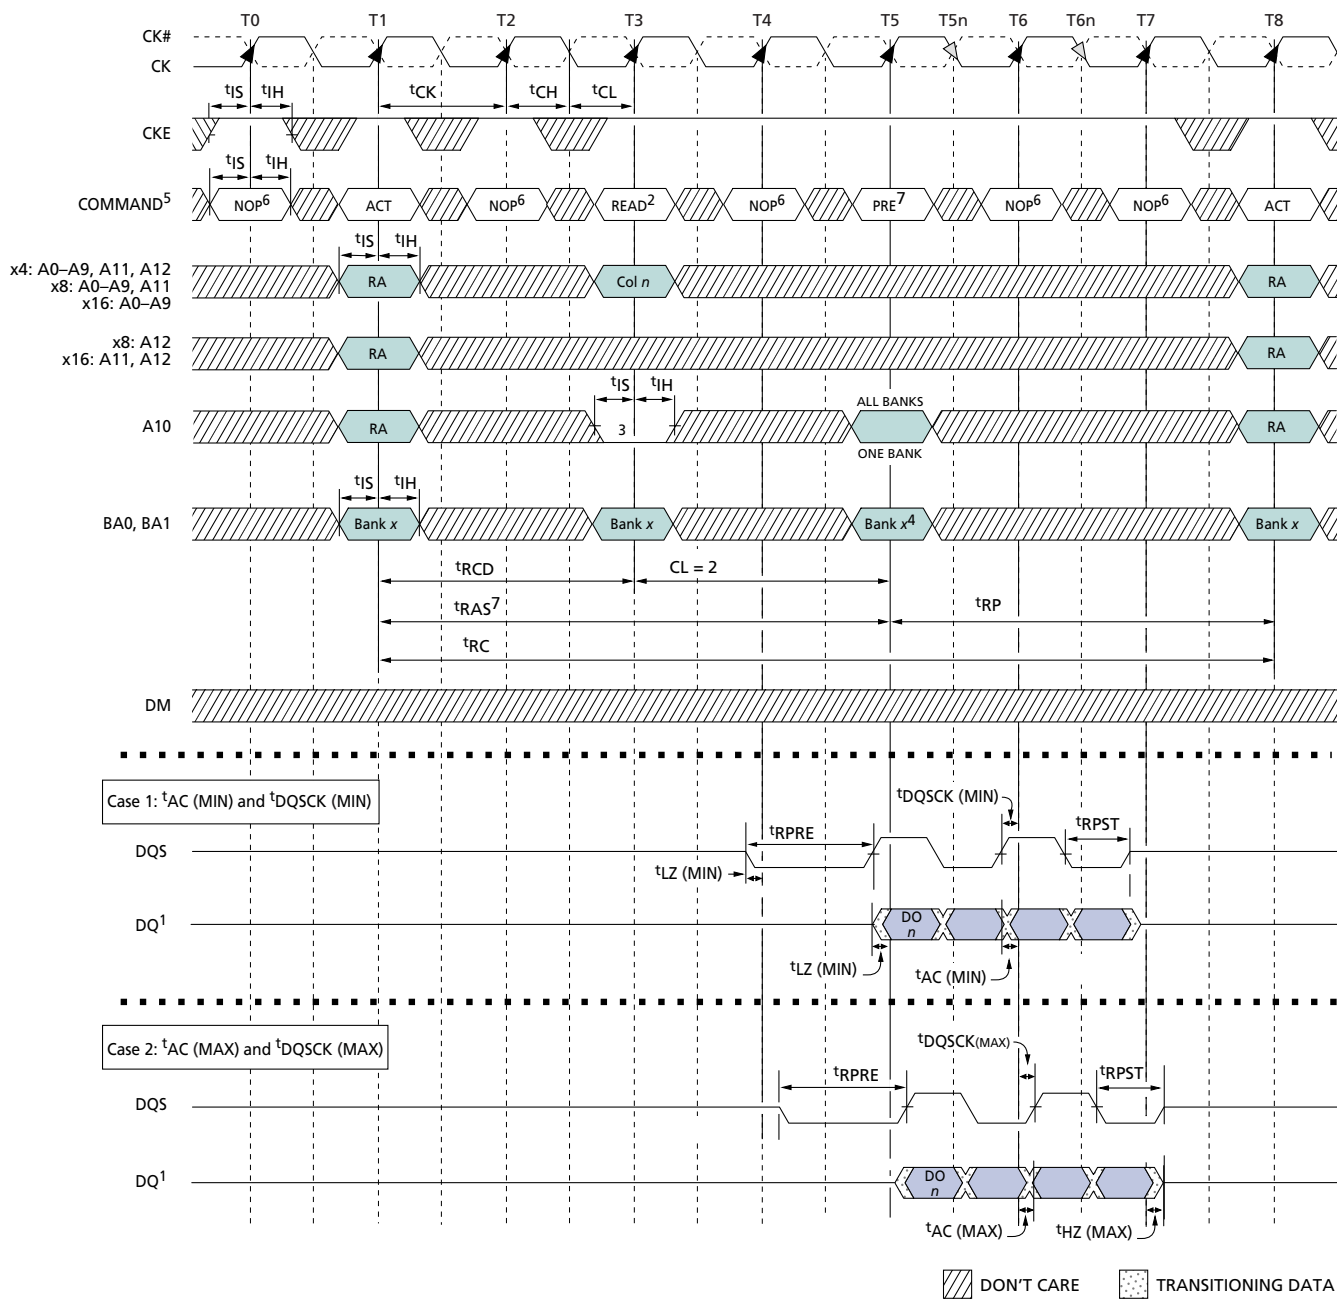 T0 T1 T2 T3 T4 T5 T5n T6 T6n T7 T8
CK#
CK
tIS tIH tCK tCH tCL
CKE
tIS tIH
COMMAND5 NOP6 ACT NOP6 READ2 NOP6 PRE7 NOP6 NOP6 ACT
tIS tIH
x4: A0–A9, A11, A12
x8: A0–A9, A11
x16: A0–A9
RA Col n RA
x8: A12
x16: A11, A12
RA RA
tIS tIH
ALL BANKS
A10 RA 3 RA
ONE BANK
tIS tIH
BA0, BA1 Bank x Bank x Bank x4 Bank x
tRCD CL = 2
tRAS7 tRP
tRC
DM
Case 1: tAC (MIN) and tDQSCK (MIN)
tDQSCK (MIN)
tRPRE tRPST
DQS
tLZ (MIN)
DQ1 DO
n
tLZ (MIN) tAC (MIN)
Case 2: tAC (MAX) and tDQSCK (MAX)
tDQSCK(MAX)
tRPRE tRPST
DQS
DQ1 DO
n
tAC (MAX) tHZ (MAX)
DON'T CARE TRANSITIONING DATA